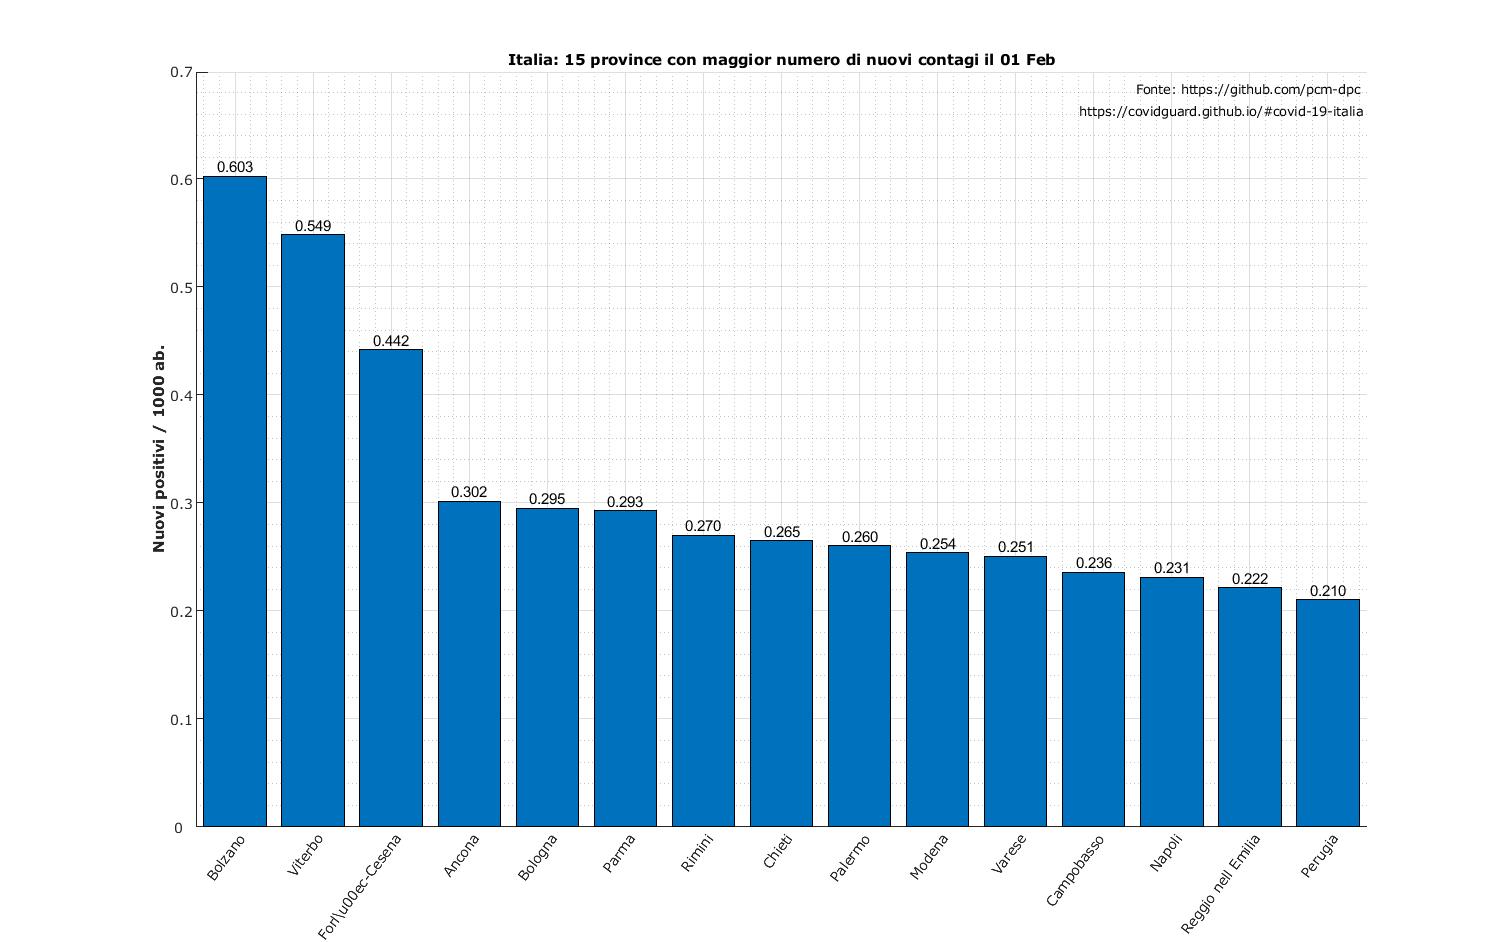 Italia: 15 province con maggior numero di nuovi contagi il 01 Feb
Fonte: https://github.com/pcm-dpc
https://covidguard.github.io/#covid-19-italia
Nuovi positivi / 1000 ab.
0.7
0.6
0.5
0.4
0.3
0.2
0.1
0
0.603
0.549
0.442
0.302
0.295
0.293
0.270
0.265
0.260
0.254
0.251
0.236
0.231
0.222
0.210
Bolzano
Viterbo
Forl\u00ec-Cesena
Ancona
Bologna
Parma
Rimini
Chieti
Palermo
Modena
Varese
Campobasso
Napoli
Reggio nell Emilia
Perugia